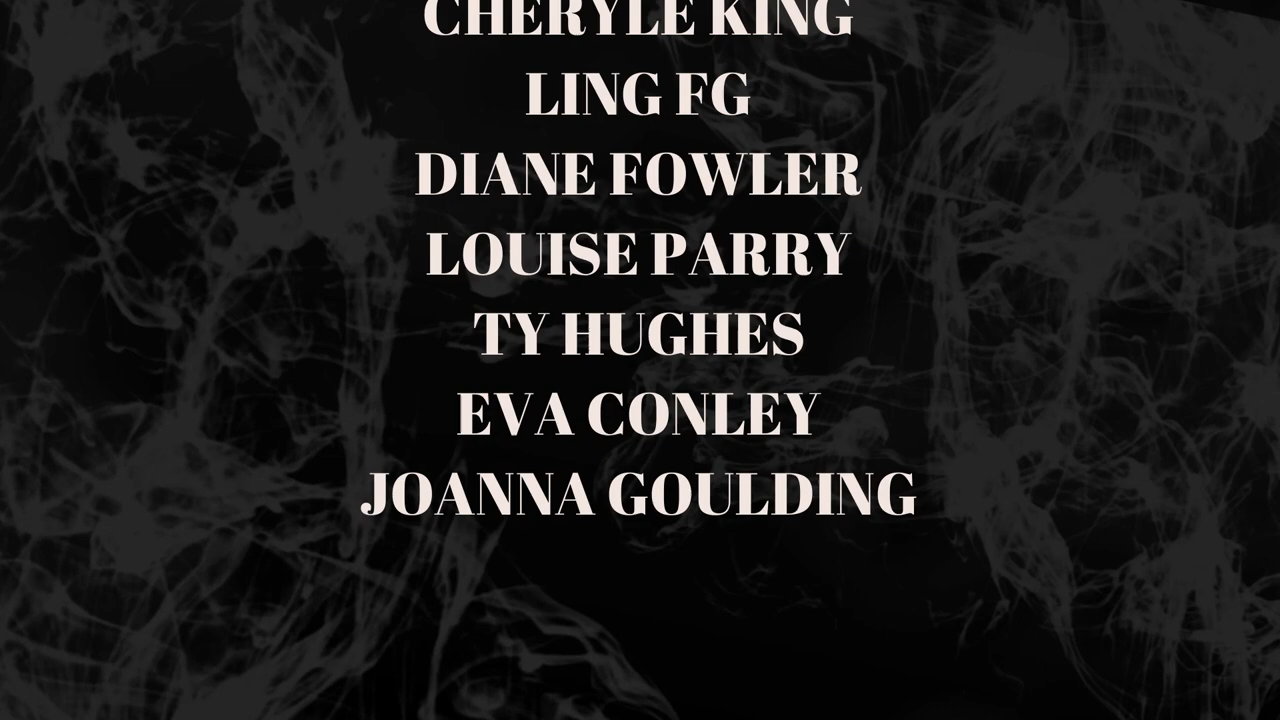 CHERYLE KING
LING FG
DIANE FOWLER
LOUISE PARRY
TY HUGHES
EVA CONLEY
JOANNA GOULDING